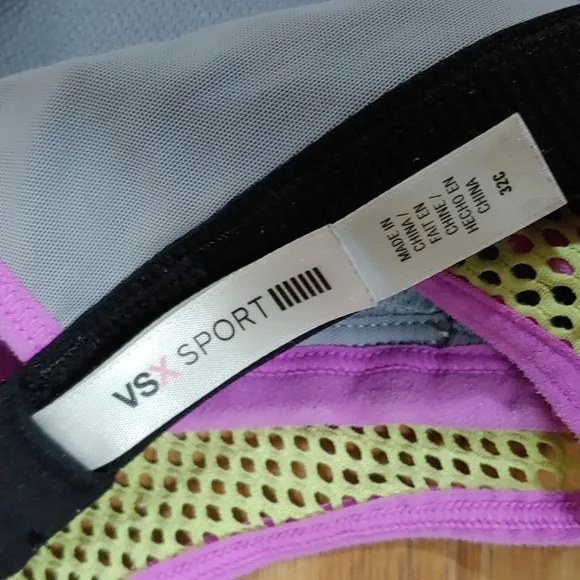 VSX SPORT
MADE IN
CHINA /
FAIT EN
CHINE /
HECHO EN
CHINA
32C